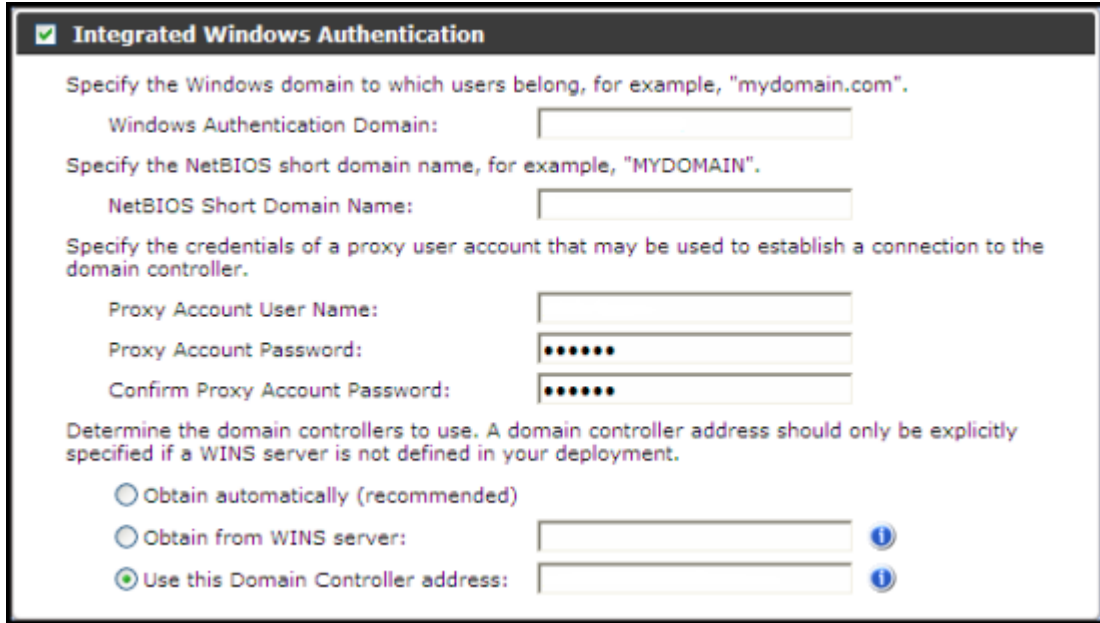 Integrated Windows Authentication
Specify the Windows domain to which users belong, for example, "mydomain.com".
Windows Authentication Domain:
Specify the NetBIOS short domain name, for example, "MYDOMAIN".
NetBIOS Short Domain Name:
Specify the credentials of a proxy user account that may be used to establish a connection to the
domain controller.
Proxy Account User Name:
Proxy Account Password: ••••••
Confirm Proxy Account Password: ••••••
Determine the domain controllers to use. A domain controller address should only be explicitly
specified if a WINS server is not defined in your deployment.
Obtain automatically (recommended)
Obtain from WINS server:
Use this Domain Controller address: